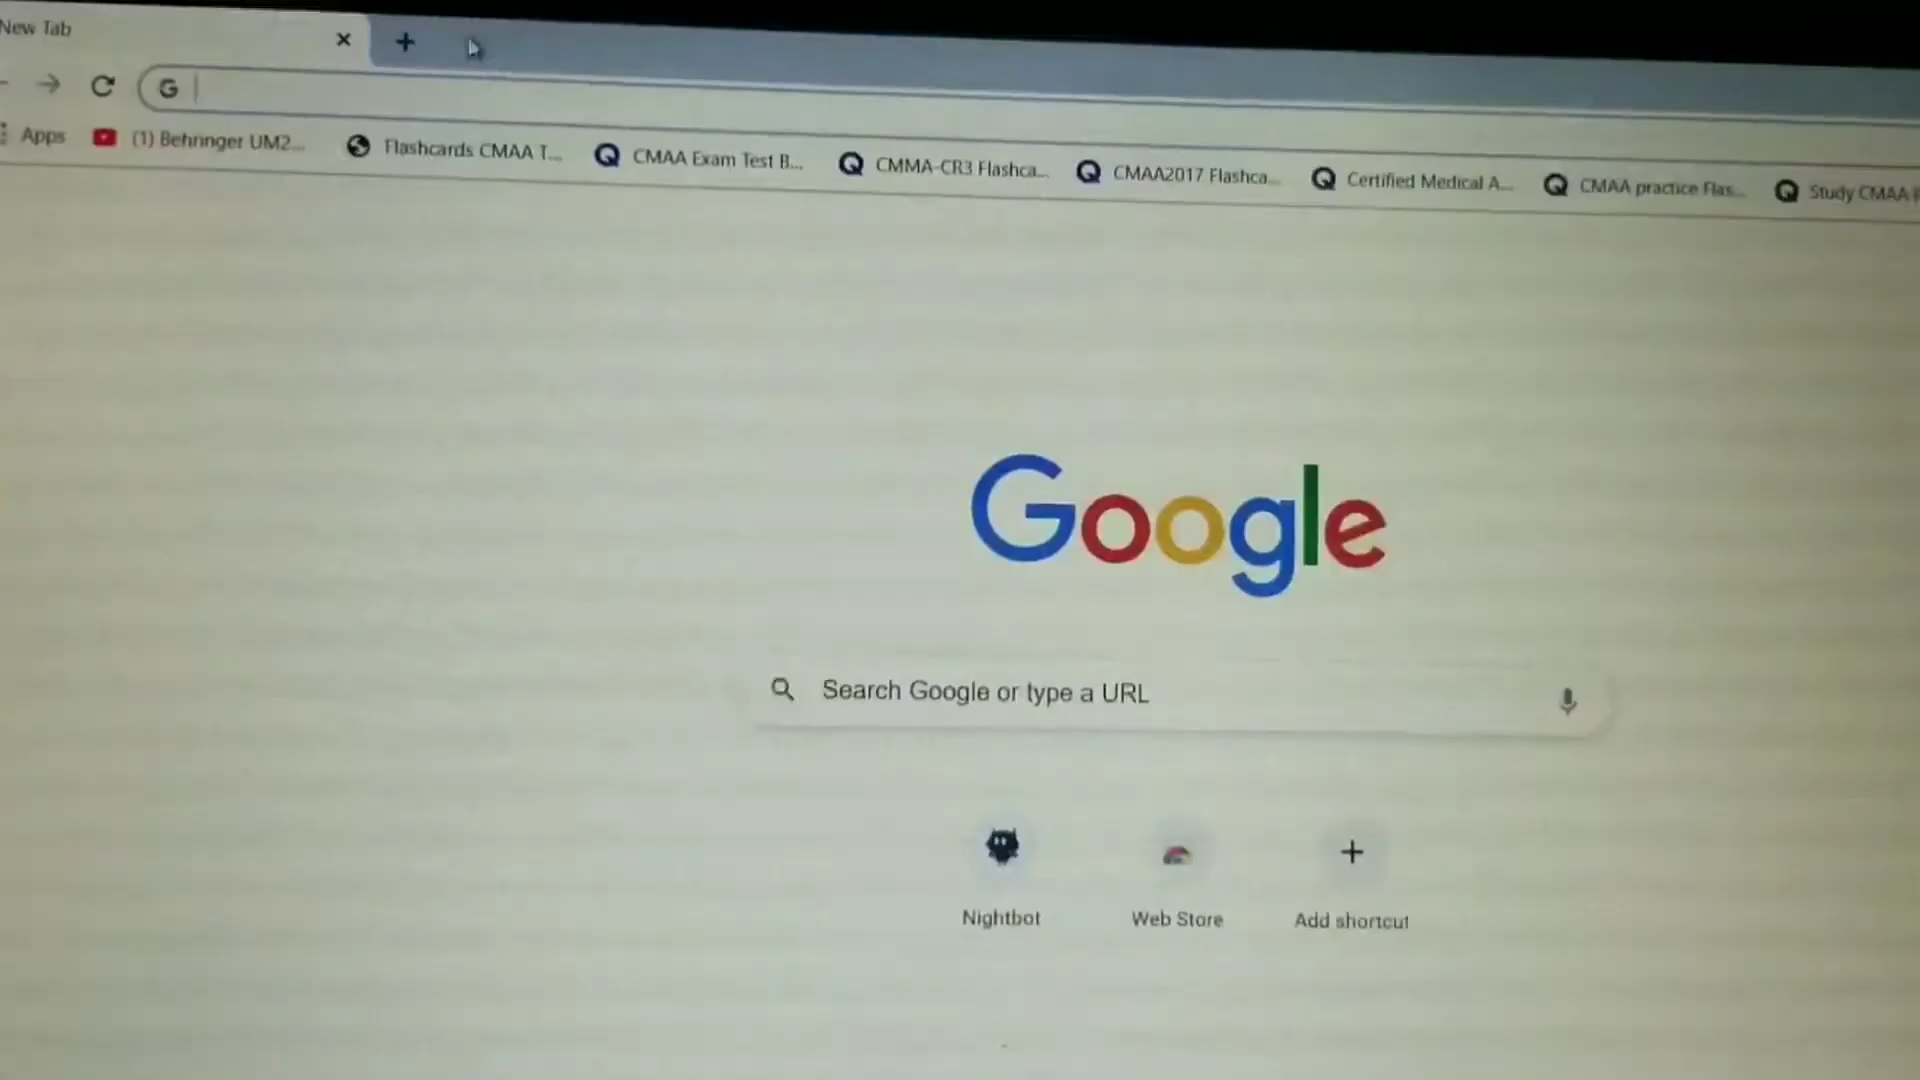 New Tab
Apps (1) Behringer UM2... Flashcards CMAA T... CMAA Exam Test B... CMMA-CR3 Flashca... CMAA2017 Flashca... Certified Medical A... CMAA practice Flas... Study CMAA
Google
Search Google or type a URL
Nightbot Web Store Add shortcut